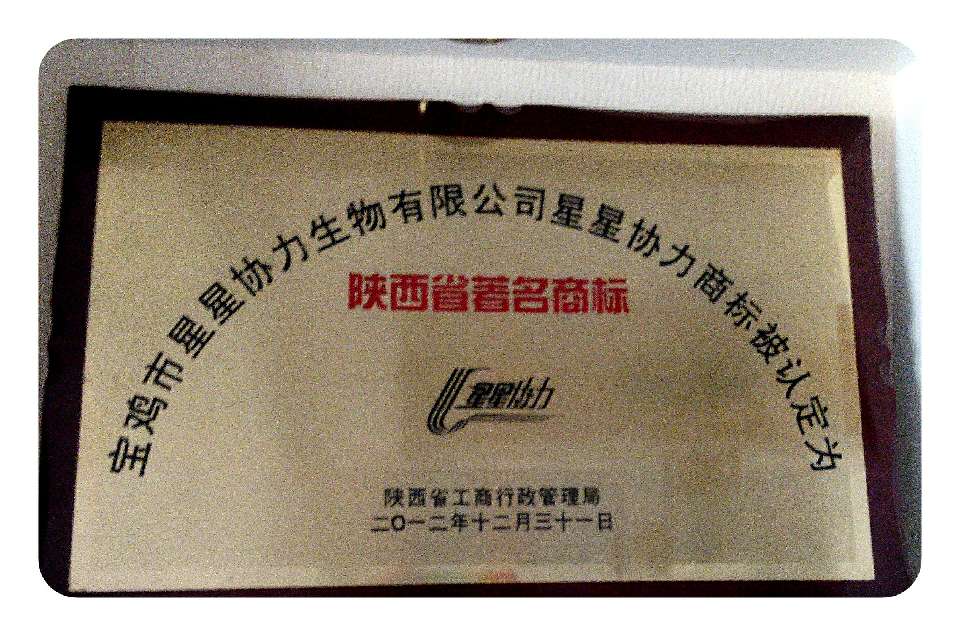 宝鸡市星星协力生物有限公司星星协力商标被认定为
陕西省著名商标
星星协力
陕西省工商行政管理局
二〇一二年十二月三十一日